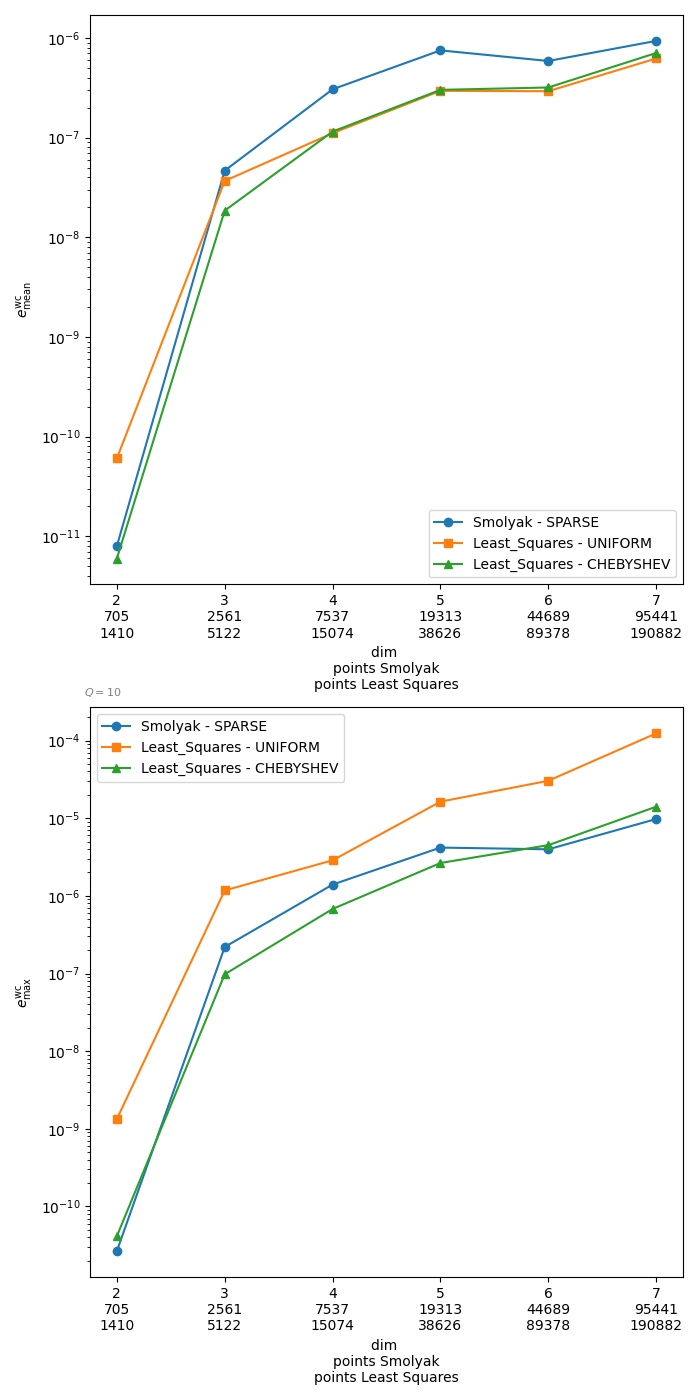 10⁻⁶
10⁻⁷
10⁻⁸
10⁻⁹
10⁻¹⁰
10⁻¹¹
e_mean^wc
Smolyak - SPARSE
Least_Squares - UNIFORM
Least_Squares - CHEBYSHEV
2 3 4 5 6 7
705 2561 7537 19313 44689 95441
1410 5122 15074 38626 89378 190882
dim
points Smolyak
points Least Squares
Q = 10
Smolyak - SPARSE
Least_Squares - UNIFORM
Least_Squares - CHEBYSHEV
10⁻⁴
10⁻⁵
10⁻⁶
10⁻⁷
10⁻⁸
10⁻⁹
10⁻¹⁰
e_max^wc
2 3 4 5 6 7
705 2561 7537 19313 44689 95441
1410 5122 15074 38626 89378 190882
dim
points Smolyak
points Least Squares